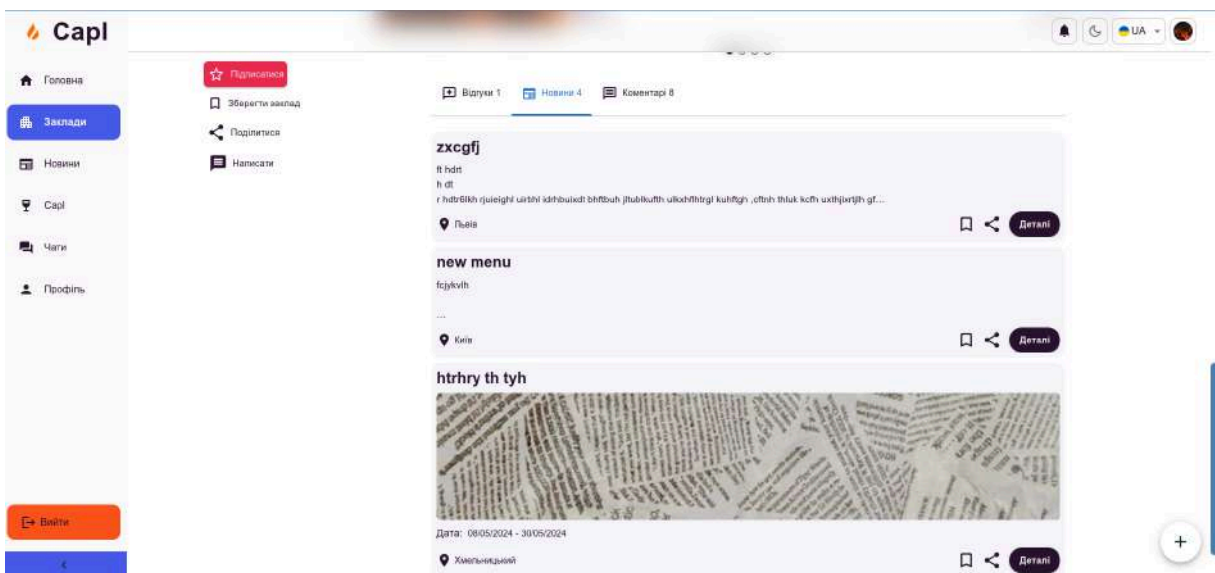 Capl
UA
Головна
Заклади
Новини
Capl
Чати
Профіль
Вийти
Підписатися
Зберегти заклад
Поділитися
Написати
Відгуки 1
Новини 4
Коментарі 8
zxcgfj
ft hdrt
h dt
new menu
fcjykvlh
...
Київ
Деталі
Львів
Деталі
htrhry th tyh
Дата: 08/05/2024 - 30/05/2024
Хмельницький
Деталі